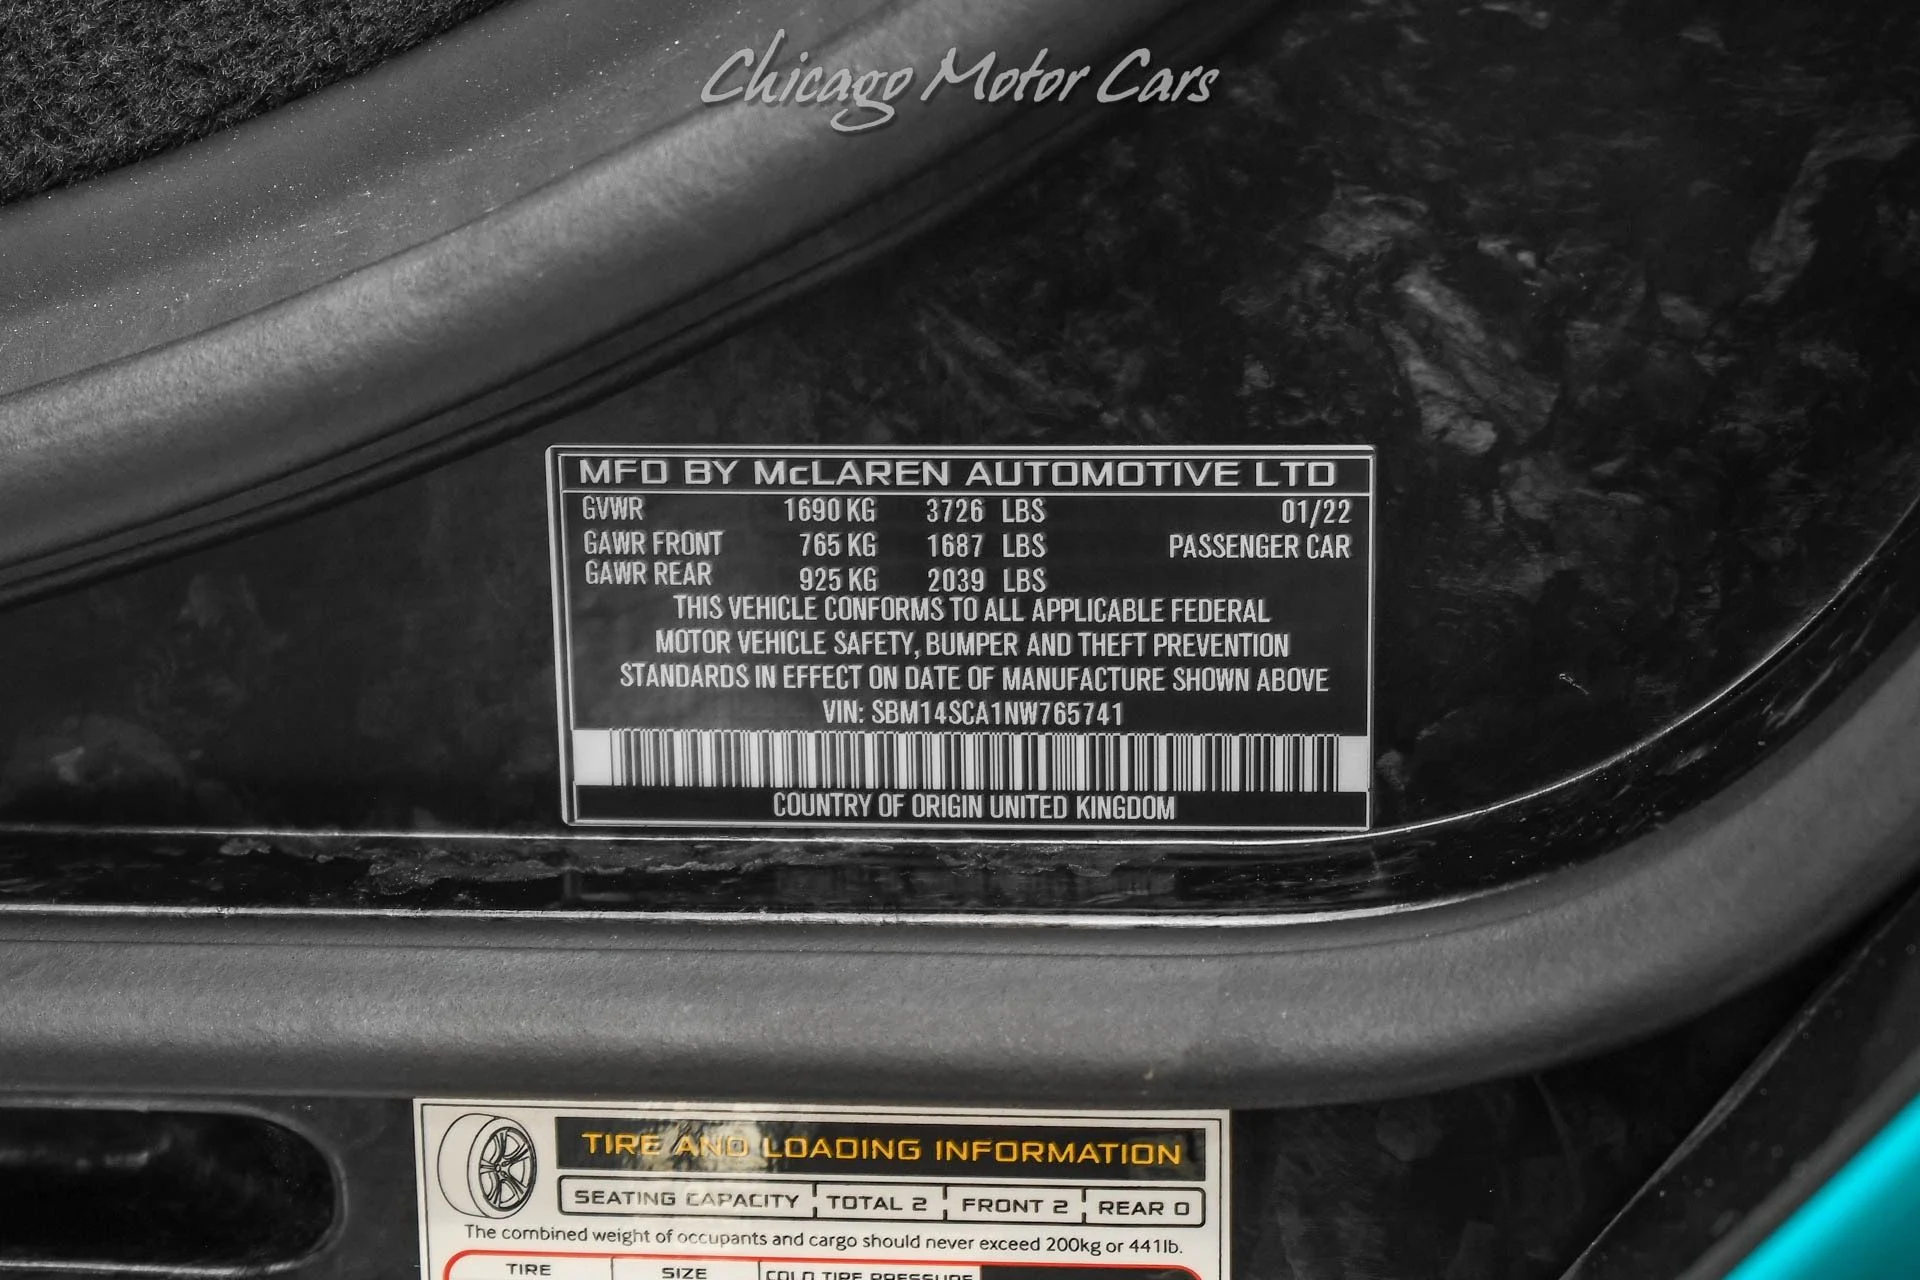 Chicago Motor Cars
MFD BY McLAREN AUTOMOTIVE LTD
GVWR 1690 KG 3726 LBS 01/22
GAWR FRONT 765 KG 1687 LBS PASSENGER CAR
GAWR REAR 925 KG 2039 LBS
THIS VEHICLE CONFORMS TO ALL APPLICABLE FEDERAL
MOTOR VEHICLE SAFETY, BUMPER AND THEFT PREVENTION
STANDARDS IN EFFECT ON DATE OF MANUFACTURE SHOWN ABOVE
VIN: SBM14SCA1NW765741
COUNTRY OF ORIGIN UNITED KINGDOM
TIRE AND LOADING INFORMATION
SEATING CAPACITY TOTAL 2 FRONT 2 REAR 0
The combined weight of occupants and cargo should never exceed 200kg or 441lb.
TIRE SIZE COLD TIRE PRESSURE